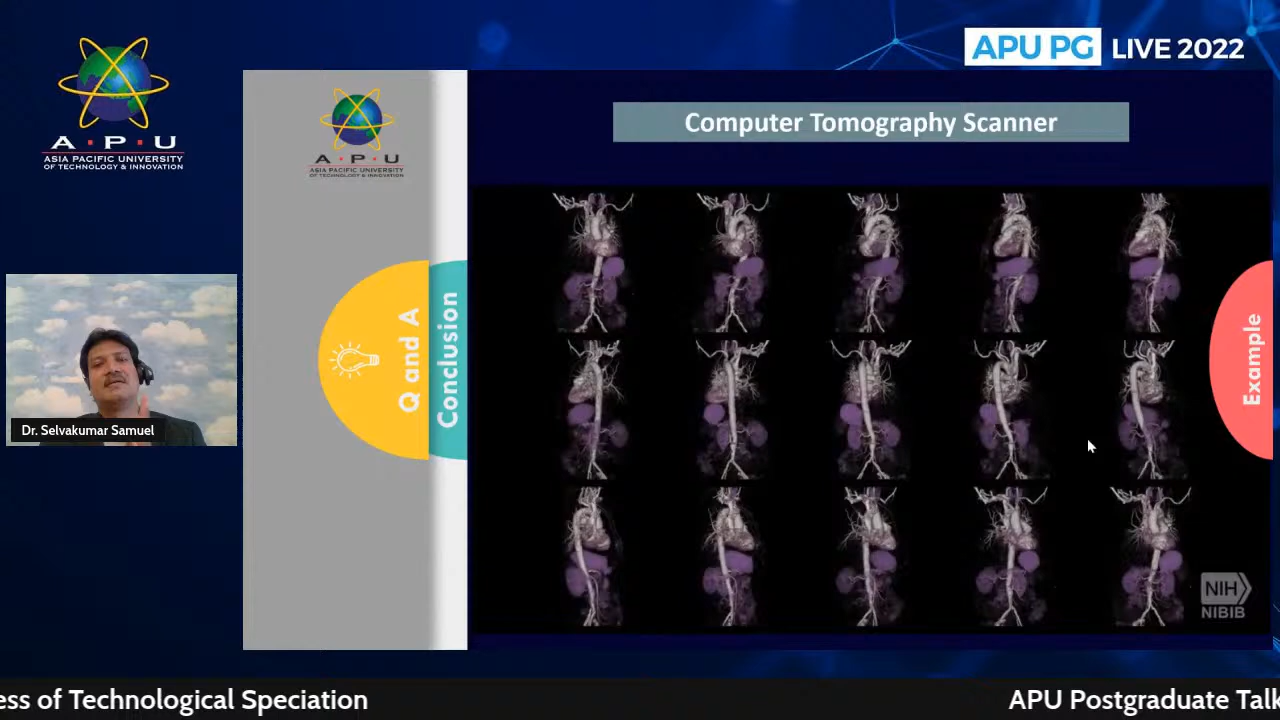 A · P · U
ASIA PACIFIC UNIVERSITY
OF TECHNOLOGY & INNOVATION
APU PG LIVE 2022
A · P · U
ASIA PACIFIC UNIVERSITY
OF TECHNOLOGY & INNOVATION
Computer Tomography Scanner
Q and A
Conclusion
Example
Dr. Selvakumar Samuel
NIH
NIBIB
ess of Technological Speciation
APU Postgraduate Talk